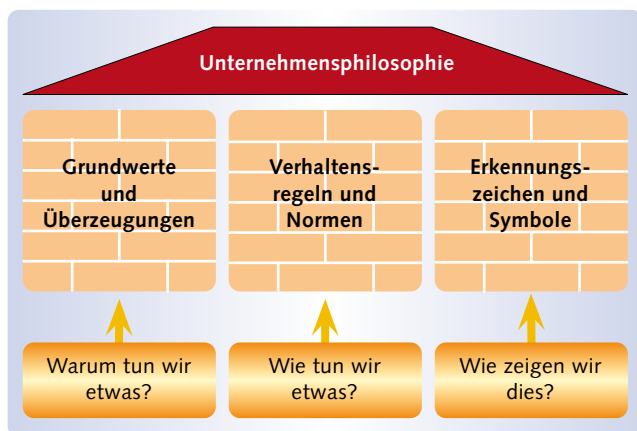 Unternehmensphilosophie
Grundwerte
und
Überzeugungen
Verhaltens-
regeln und
Normen
Erkennungs-
zeichen und
Symbole
Warum tun wir
etwas?
Wie tun wir
etwas?
Wie zeigen wir
dies?